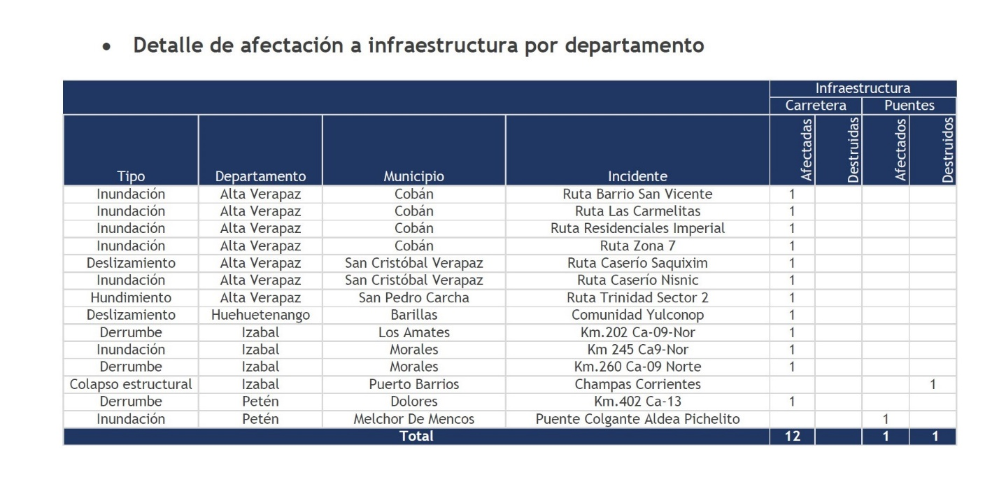 • Detalle de afectación a infraestructura por departamento
Infraestructura
Carretera Puentes
Tipo Departamento Municipio Incidente Afectadas Destruidas Afectados Destruidos
Inundación Alta Verapaz Cobán Ruta Barrio San Vicente 1
Inundación Alta Verapaz Cobán Ruta Las Carmelitas 1
Inundación Alta Verapaz Cobán Ruta Residenciales Imperial 1
Inundación Alta Verapaz Cobán Ruta Zona 7 1
Deslizamiento Alta Verapaz San Cristóbal Verapaz Ruta Caserío Saquixim 1
Inundación Alta Verapaz San Cristóbal Verapaz Ruta Caserío Nisnic 1
Hundimiento Alta Verapaz San Pedro Carcha Ruta Trinidad Sector 2 1
Deslizamiento Huehuetenango Barillas Comunidad Yulconop 1
Derrumbe Izabal Los Amates Km.202 Ca-09-Nor 1
Inundación Izabal Morales Km 245 Ca9-Nor 1
Derrumbe Izabal Morales Km.260 Ca-09 Norte 1
Colapso estructural Izabal Puerto Barrios Champas Corrientes 1
Derrumbe Petén Dolores Km.402 Ca-13 1
Inundación Petén Melchor De Mencos Puente Colgante Aldea Pichelito 1
Total 12 1 1